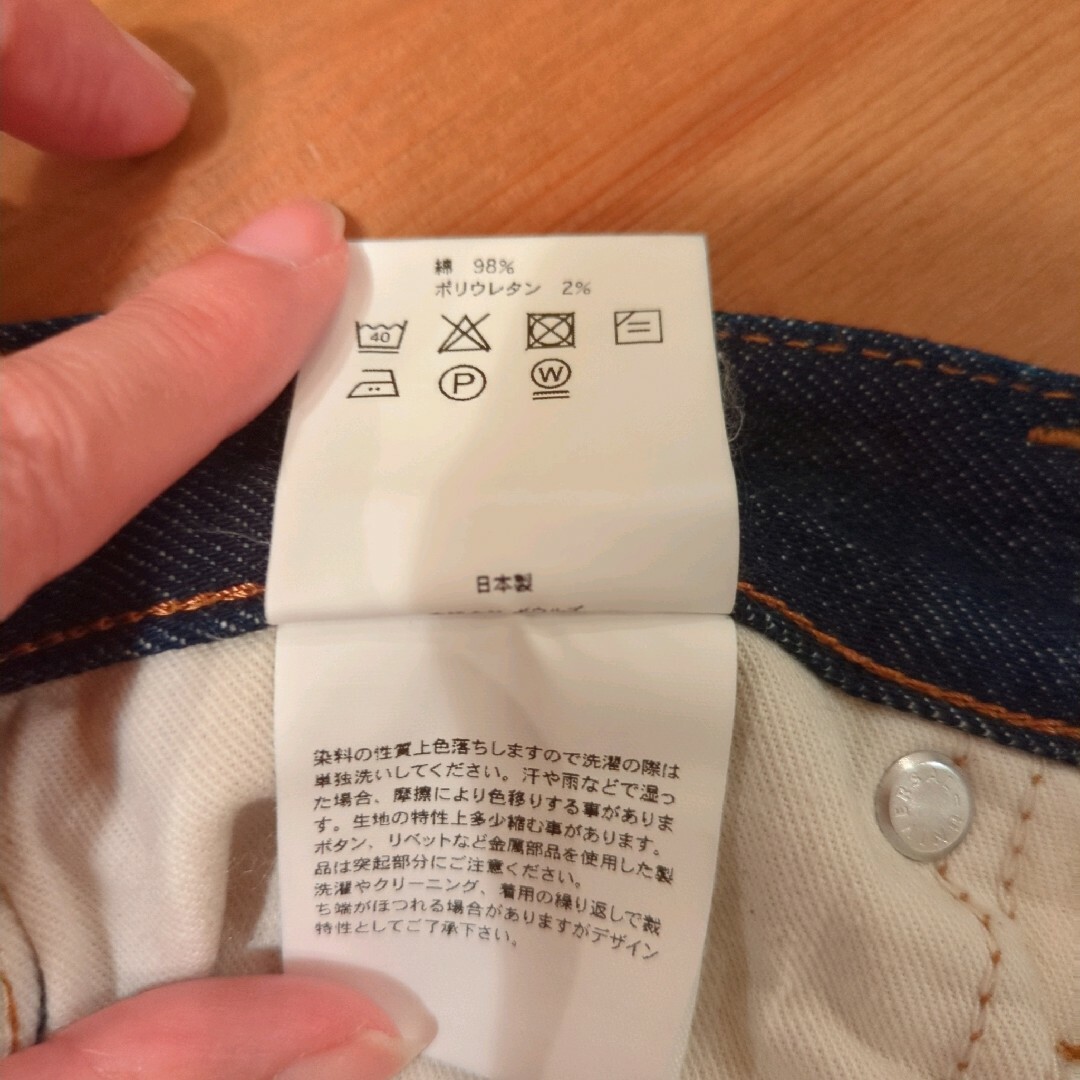 綿 98%
ポリウレタン 2%
40
P
W
日本製
染料の性質上色落ちしますので洗濯の際は
単独洗いしてください。汗や雨などで湿っ
た場合、摩擦により色移りする事がありま
す。生地の特性上多少縮む事があります。
ボタン、リベットなど金属部品を使用した製
品は突起部分にご注意ください。
洗濯やクリーニング、着用の繰り返しで裁
ち端がほつれる場合がありますがデザイン
特性としてご了承下さい。